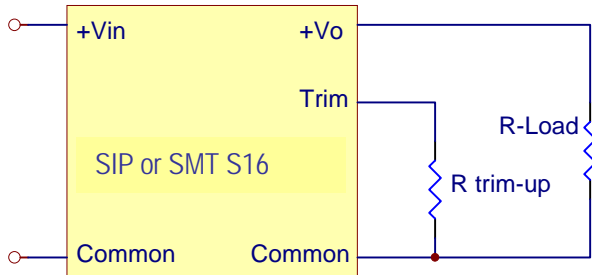 +Vin
+Vo
Trim
R-Load
SIP or SMT S16
R trim-up
Common
Common